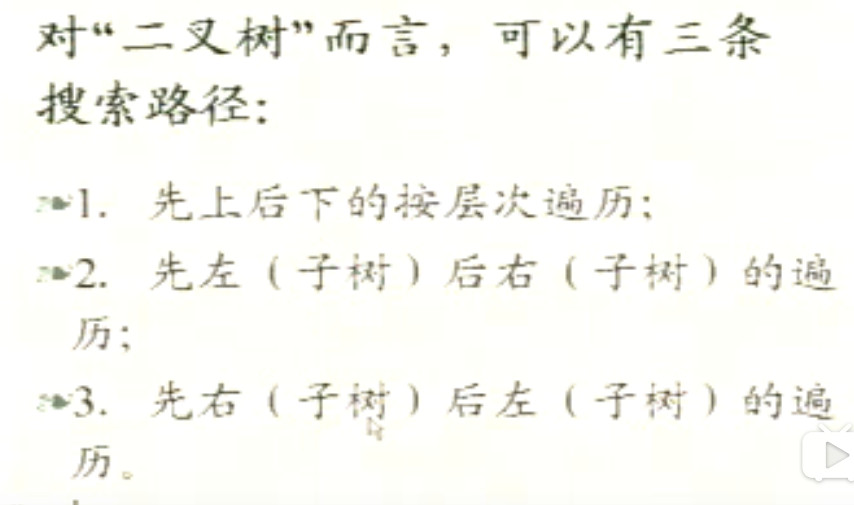 对“二叉树”而言，可以有三条
搜索路径：
1. 先上后下的按层次遍历；
2. 先左（子树）后右（子树）的遍
历；
3. 先右（子树）后左（子树）的遍
历。